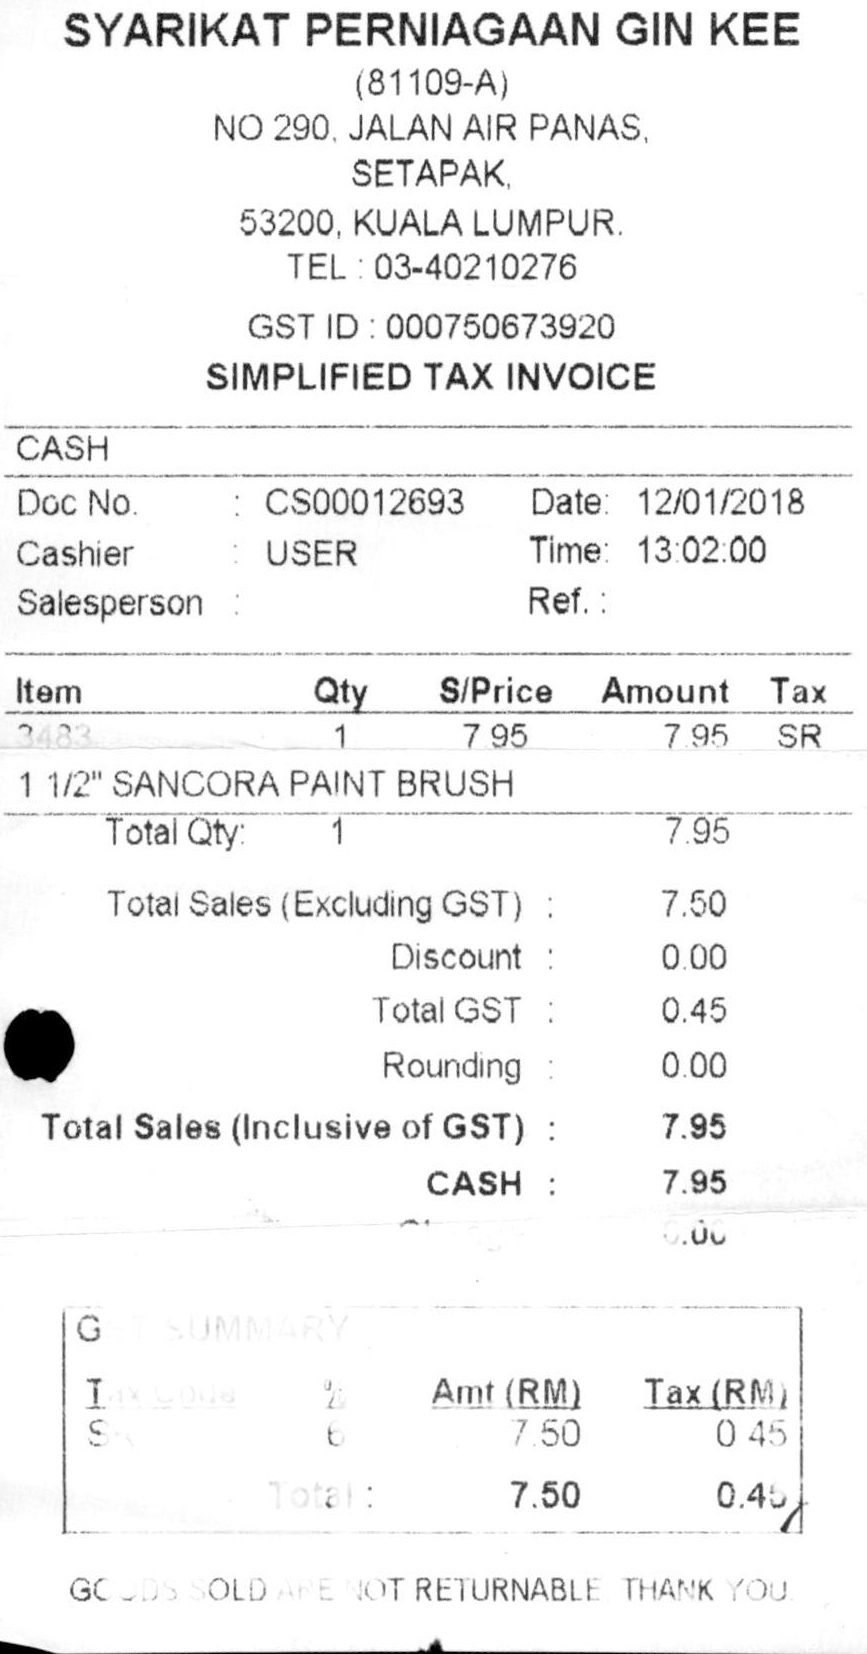 SYARIKAT PERNIAGAAN GIN KEE
(81109-A)
NO 290, JALAN AIR PANAS,
SETAPAK,
53200, KUALA LUMPUR.
TEL : 03-40210276
GST ID : 000750673920
SIMPLIFIED TAX INVOICE
CASH
Doc No. : CS00012693 Date: 12/01/2018
Cashier : USER Time: 13:02:00
Salesperson : Ref. :
Item Qty S/Price Amount Tax
3483 1 7.95 7.95 SR
1 1/2" SANCORA PAINT BRUSH
Total Qty: 1 7.95
Total Sales (Excluding GST) : 7.50
Discount : 0.00
Total GST : 0.45
Rounding : 0.00
Total Sales (Inclusive of GST) : 7.95
CASH : 7.95
0.00
GST SUMMARY
Tax Code % Amt (RM) Tax (RM)
SR 6 7.50 0.45
Total : 7.50 0.45
GOODS SOLD ARE NOT RETURNABLE, THANK YOU.